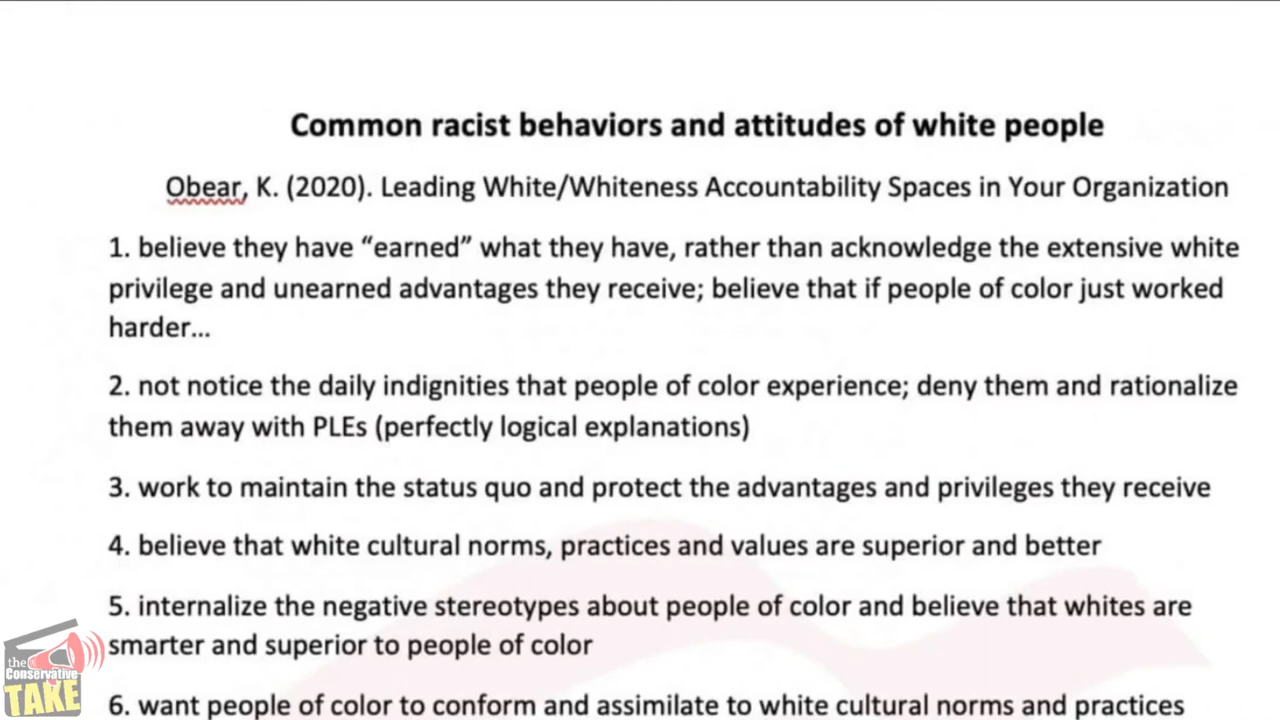 Common racist behaviors and attitudes of white people
Obear, K. (2020). Leading White/Whiteness Accountability Spaces in Your Organization
1. believe they have “earned” what they have, rather than acknowledge the extensive white
privilege and unearned advantages they receive; believe that if people of color just worked
harder...
2. not notice the daily indignities that people of color experience; deny them and rationalize
them away with PLEs (perfectly logical explanations)
3. work to maintain the status quo and protect the advantages and privileges they receive
4. believe that white cultural norms, practices and values are superior and better
5. internalize the negative stereotypes about people of color and believe that whites are
smarter and superior to people of color
6. want people of color to conform and assimilate to white cultural norms and practices
the
Conservative
TAKE